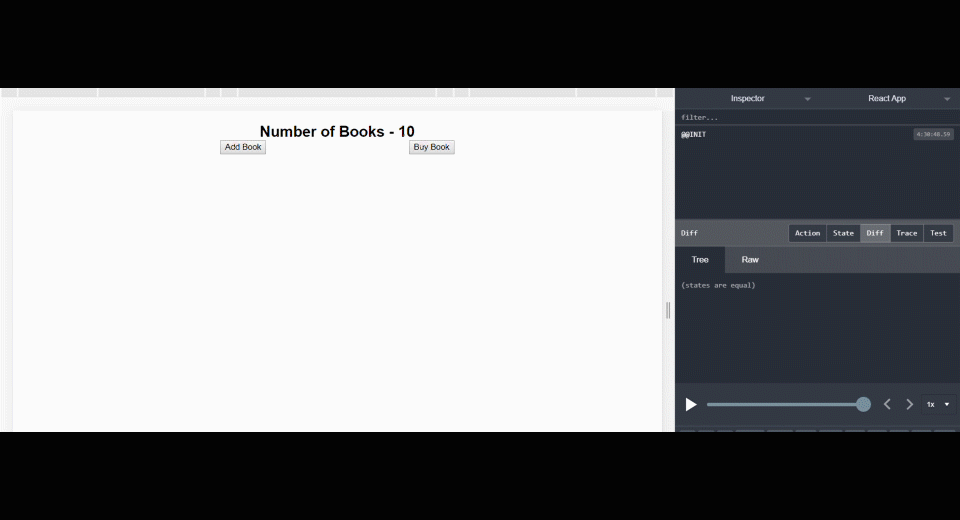 Number of Books - 10
Add Book Buy Book
Inspector React App
filter...
@@INIT 4:30:48.59
Diff Action State Diff Trace Test
Tree Raw
(states are equal)
1x